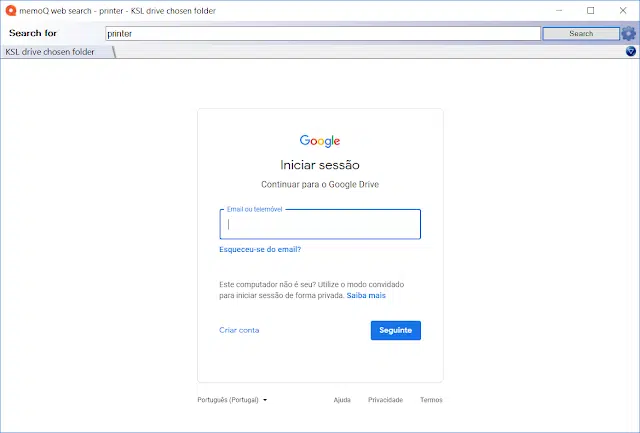 memoQ web search - printer - KSL drive chosen folder
Search for
printer
Search
KSL drive chosen folder
Google
Iniciar sessão
Continuar para o Google Drive
Email ou telemóvel
Esqueceu-se do email?
Este computador não é seu? Utilize o modo convidado
para iniciar sessão de forma privada. Saiba mais
Criar conta
Seguinte
Português (Portugal)
Ajuda
Privacidade
Termos